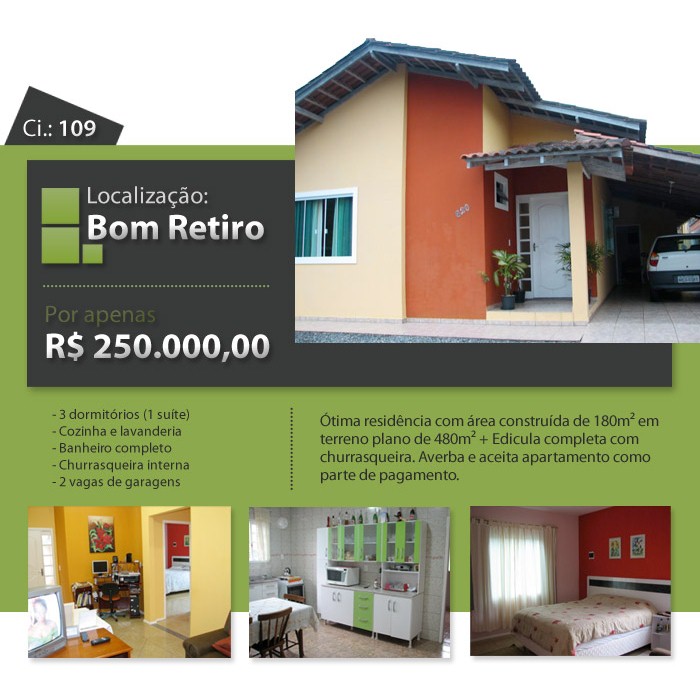 Ci.: 109
Localização:
Bom Retiro
Por apenas
R$ 250.000,00
- 3 dormitórios (1 suíte)
- Cozinha e lavanderia
- Banheiro completo
- Churrasqueira interna
- 2 vagas de garagens
Ótima residência com área construída de 180m² em
terreno plano de 480m² + Edicula completa com
churrasqueira. Averba e aceita apartamento como
parte de pagamento.